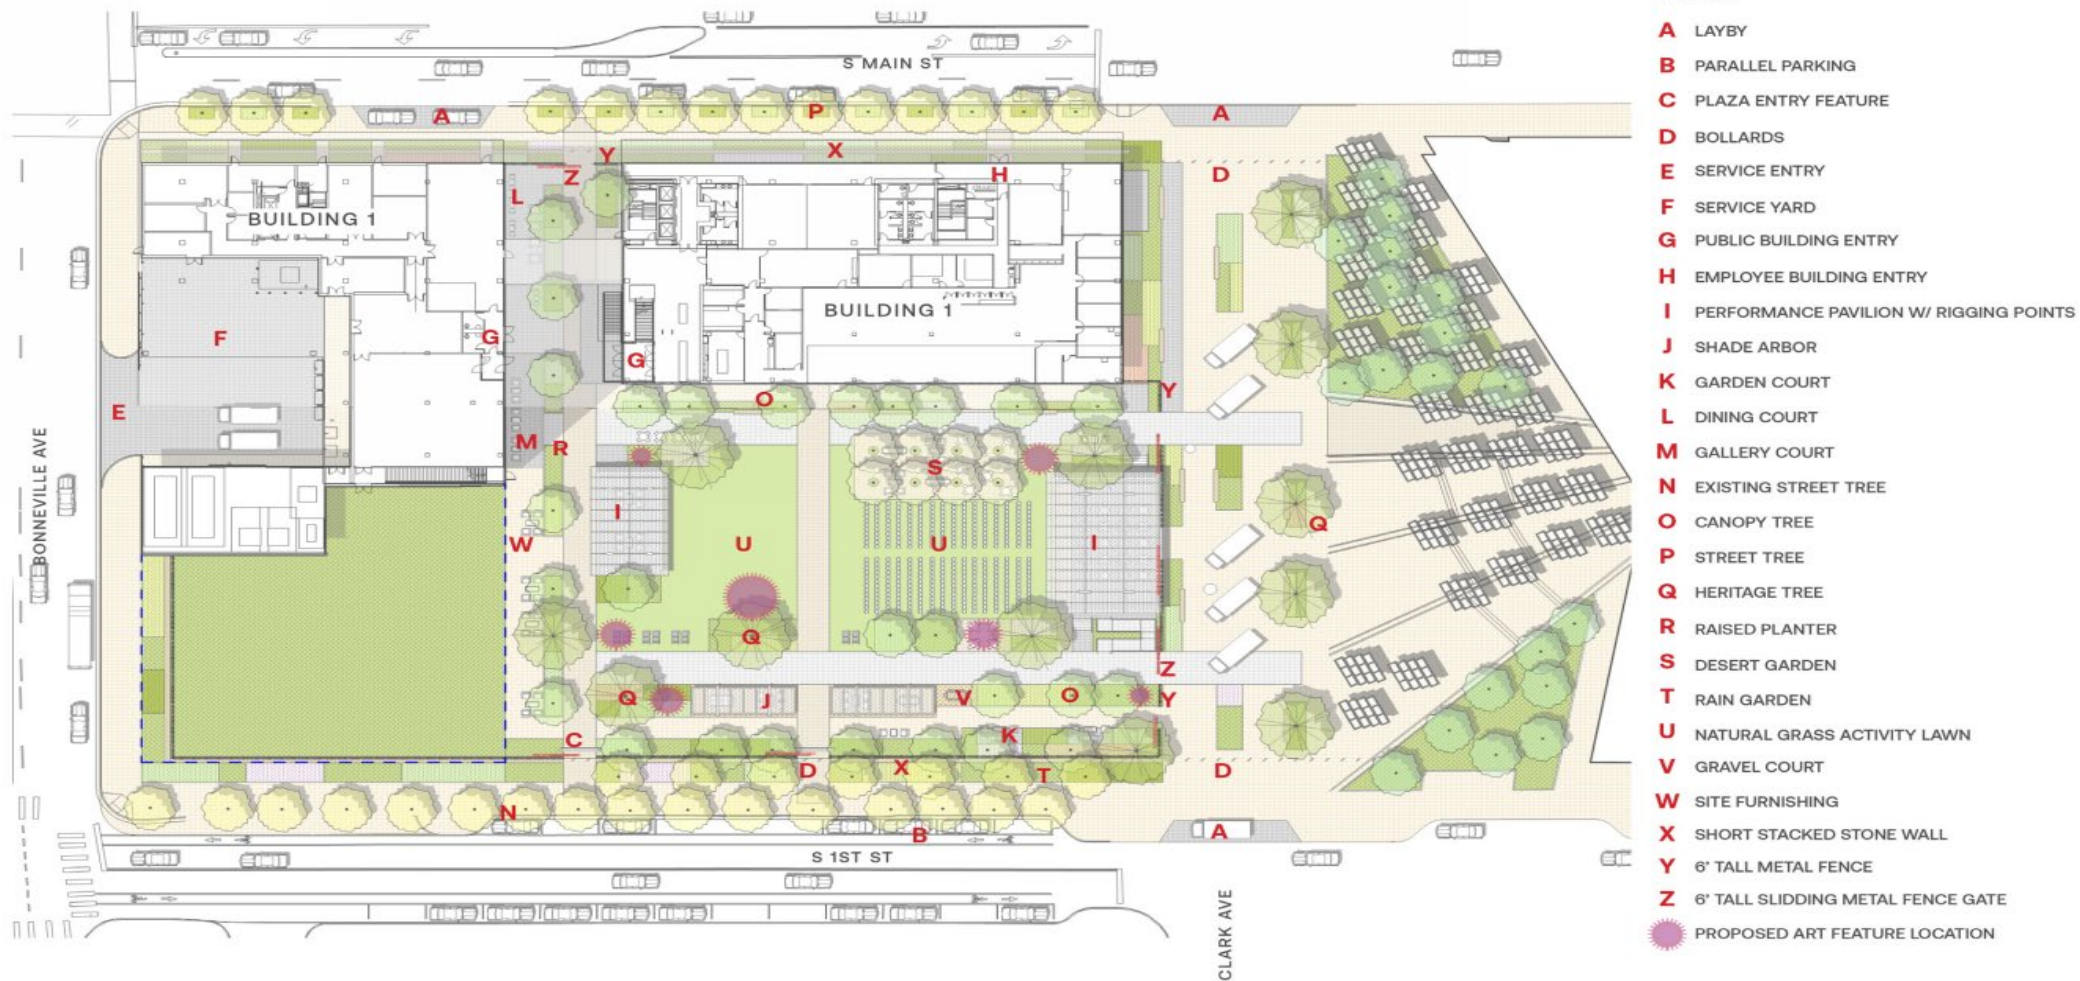 S MAIN ST
A
P
A
Y
X
Z
H
D
L
BUILDING 1
BUILDING 1
F
G
G
E
O
Y
M
R
S
I
Q
W
U
U
I
Q
Z
Q
J
V
O
Y
C
K
D
X
T
D
N
B
A
S 1ST ST
BONNEVILLE AVE
CLARK AVE
A LAYBY
B PARALLEL PARKING
C PLAZA ENTRY FEATURE
D BOLLARDS
E SERVICE ENTRY
F SERVICE YARD
G PUBLIC BUILDING ENTRY
H EMPLOYEE BUILDING ENTRY
I PERFORMANCE PAVILION W/ RIGGING POINTS
J SHADE ARBOR
K GARDEN COURT
L DINING COURT
M GALLERY COURT
N EXISTING STREET TREE
O CANOPY TREE
P STREET TREE
Q HERITAGE TREE
R RAISED PLANTER
S DESERT GARDEN
T RAIN GARDEN
U NATURAL GRASS ACTIVITY LAWN
V GRAVEL COURT
W SITE FURNISHING
X SHORT STACKED STONE WALL
Y 6' TALL METAL FENCE
Z 6' TALL SLIDDING METAL FENCE GATE
PROPOSED ART FEATURE LOCATION